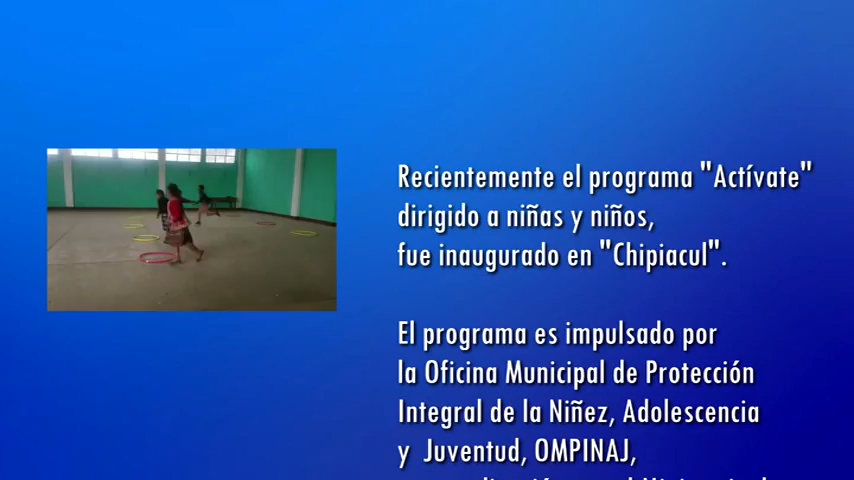 Recientemente el programa "Actívate"
dirigido a niñas y niños,
fue inaugurado en "Chipiacul".
El programa es impulsado por
la Oficina Municipal de Protección
Integral de la Niñez, Adolescencia
y Juventud, OMPINAJ,